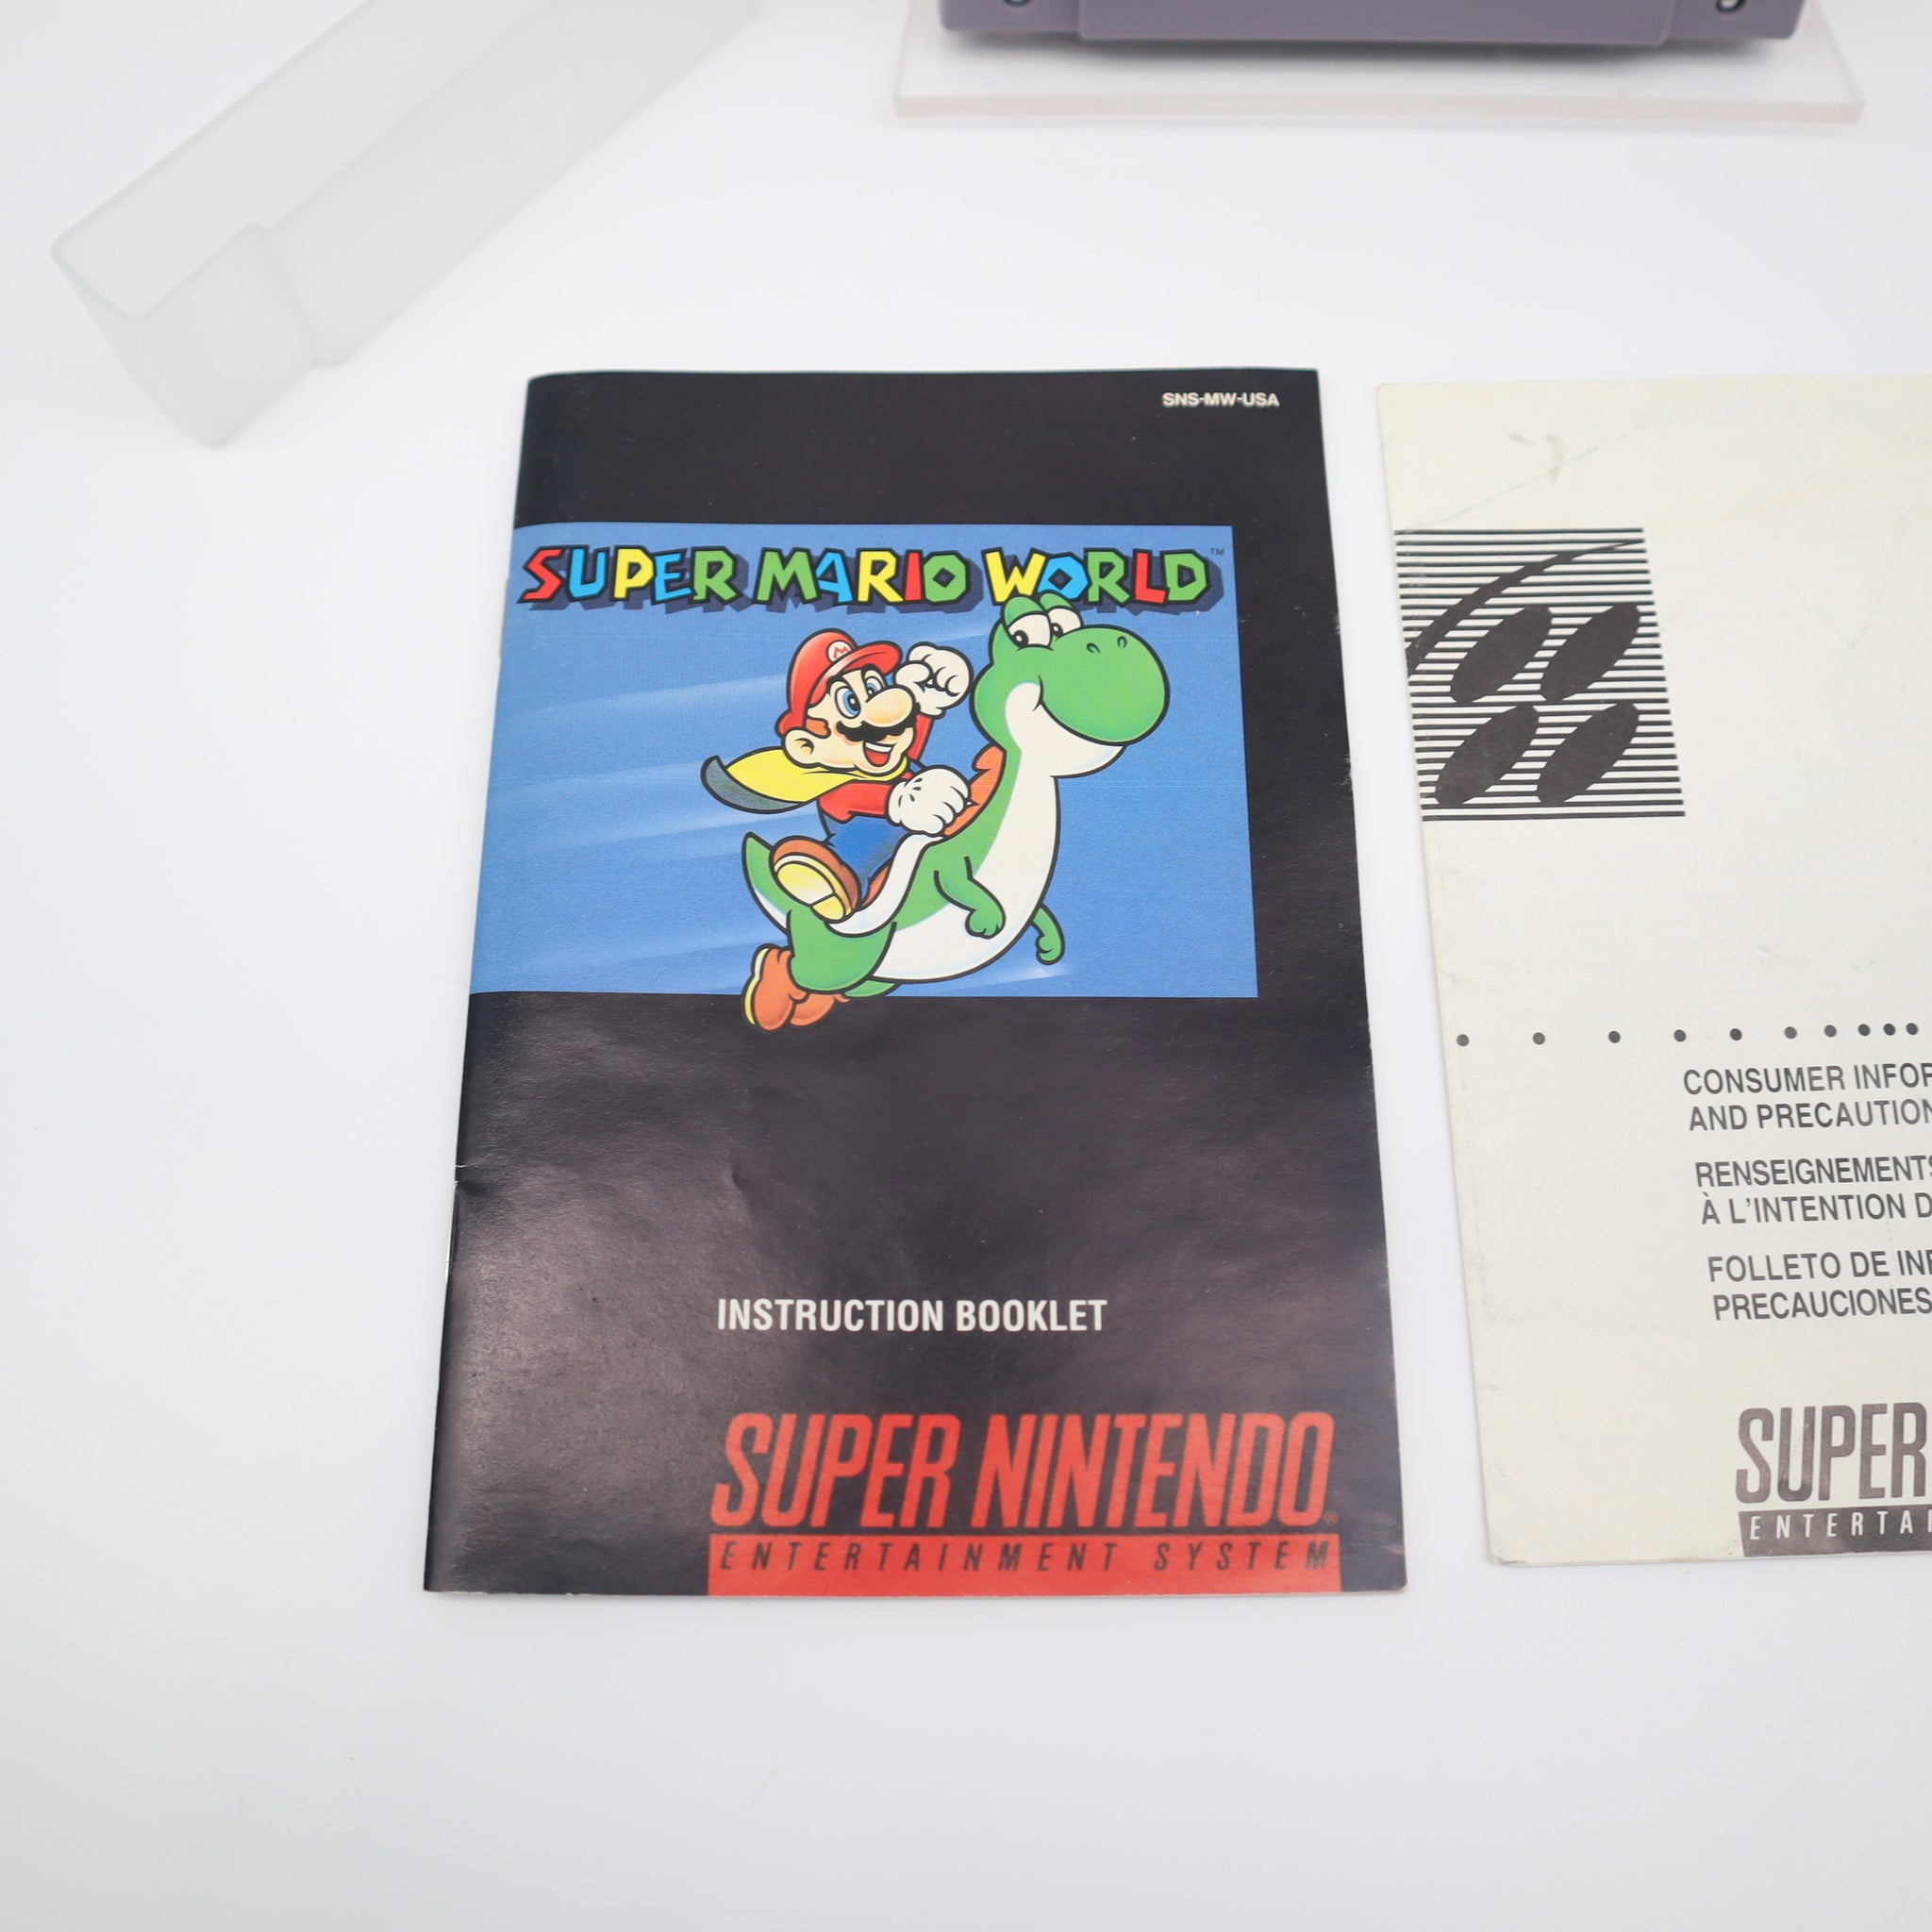 SNS-MW-USA
SUPER MARIO WORLD™
M
INSTRUCTION BOOKLET
SUPER NINTENDO®
ENTERTAINMENT SYSTEM
CONSUMER INFOR
AND PRECAUTION
RENSEIGNEMENTS
À L'INTENTION D
FOLLETO DE INF
PRECAUCIONES
SUPER
ENTERTAI